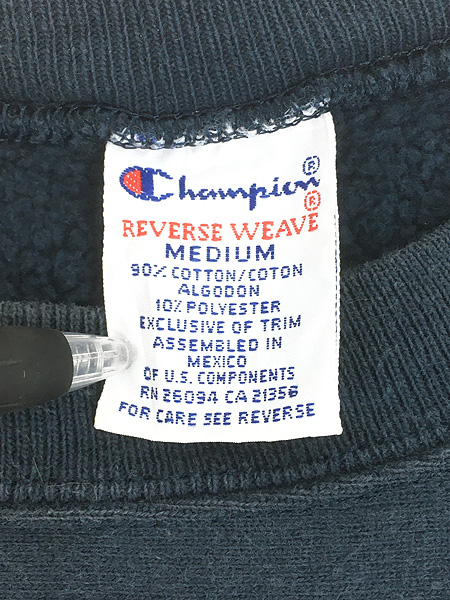 Champion®
REVERSE WEAVE®
MEDIUM
90% COTTON/COTON
ALGODON
10% POLYESTER
EXCLUSIVE OF TRIM
ASSEMBLED IN
MEXICO
OF U.S. COMPONENTS
RN 26094 CA 21356
FOR CARE SEE REVERSE